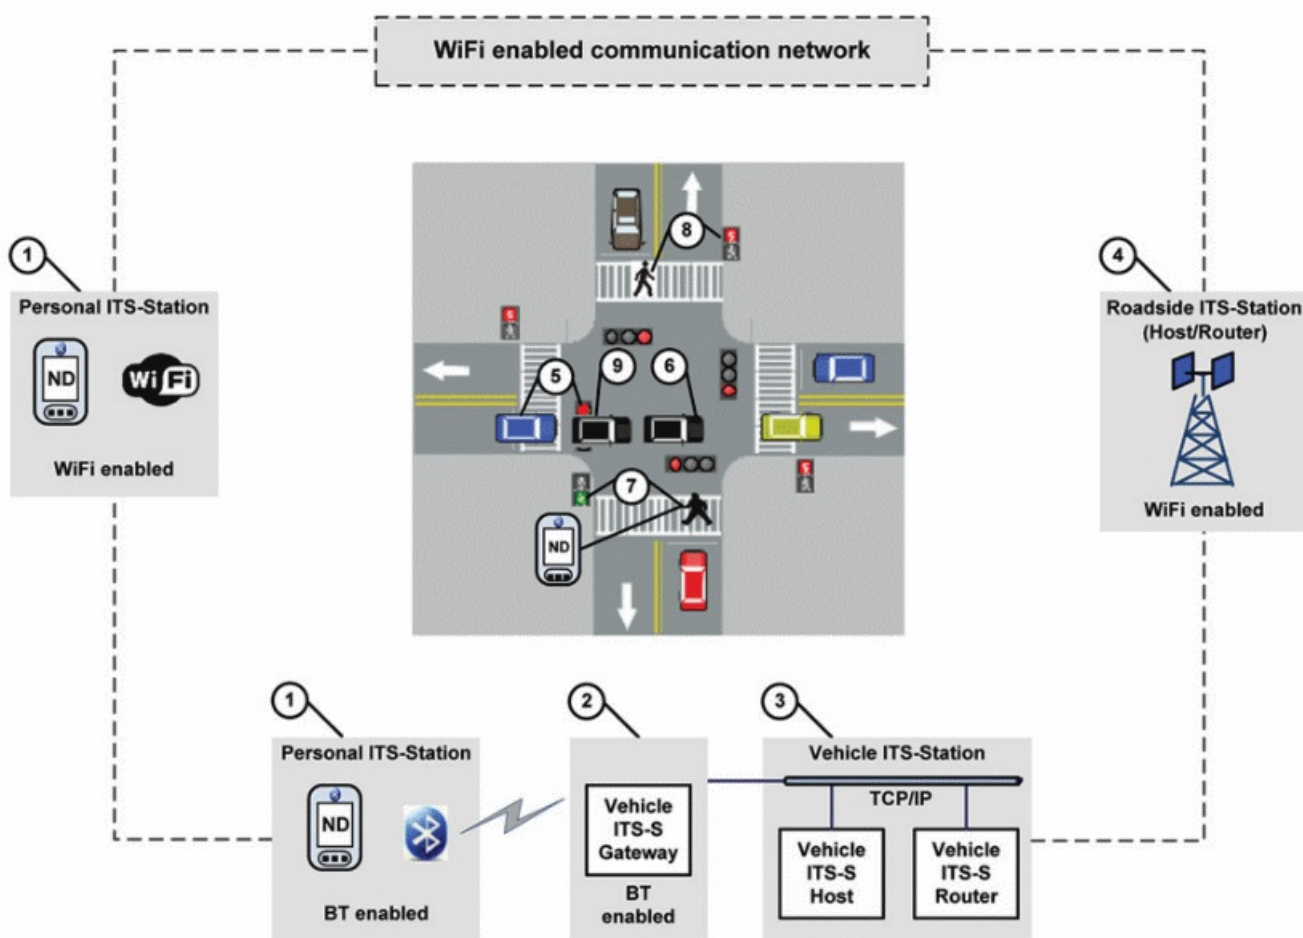 WiFi enabled communication network
1
Personal ITS-Station
ND
WiFi
WiFi enabled
8
4
Roadside ITS-Station
(Host/Router)
WiFi enabled
5
9
6
7
ND
1
Personal ITS-Station
ND
BT enabled
2
Vehicle
ITS-S
Gateway
BT
enabled
3
Vehicle ITS-Station
TCP/IP
Vehicle
ITS-S
Host
Vehicle
ITS-S
Router